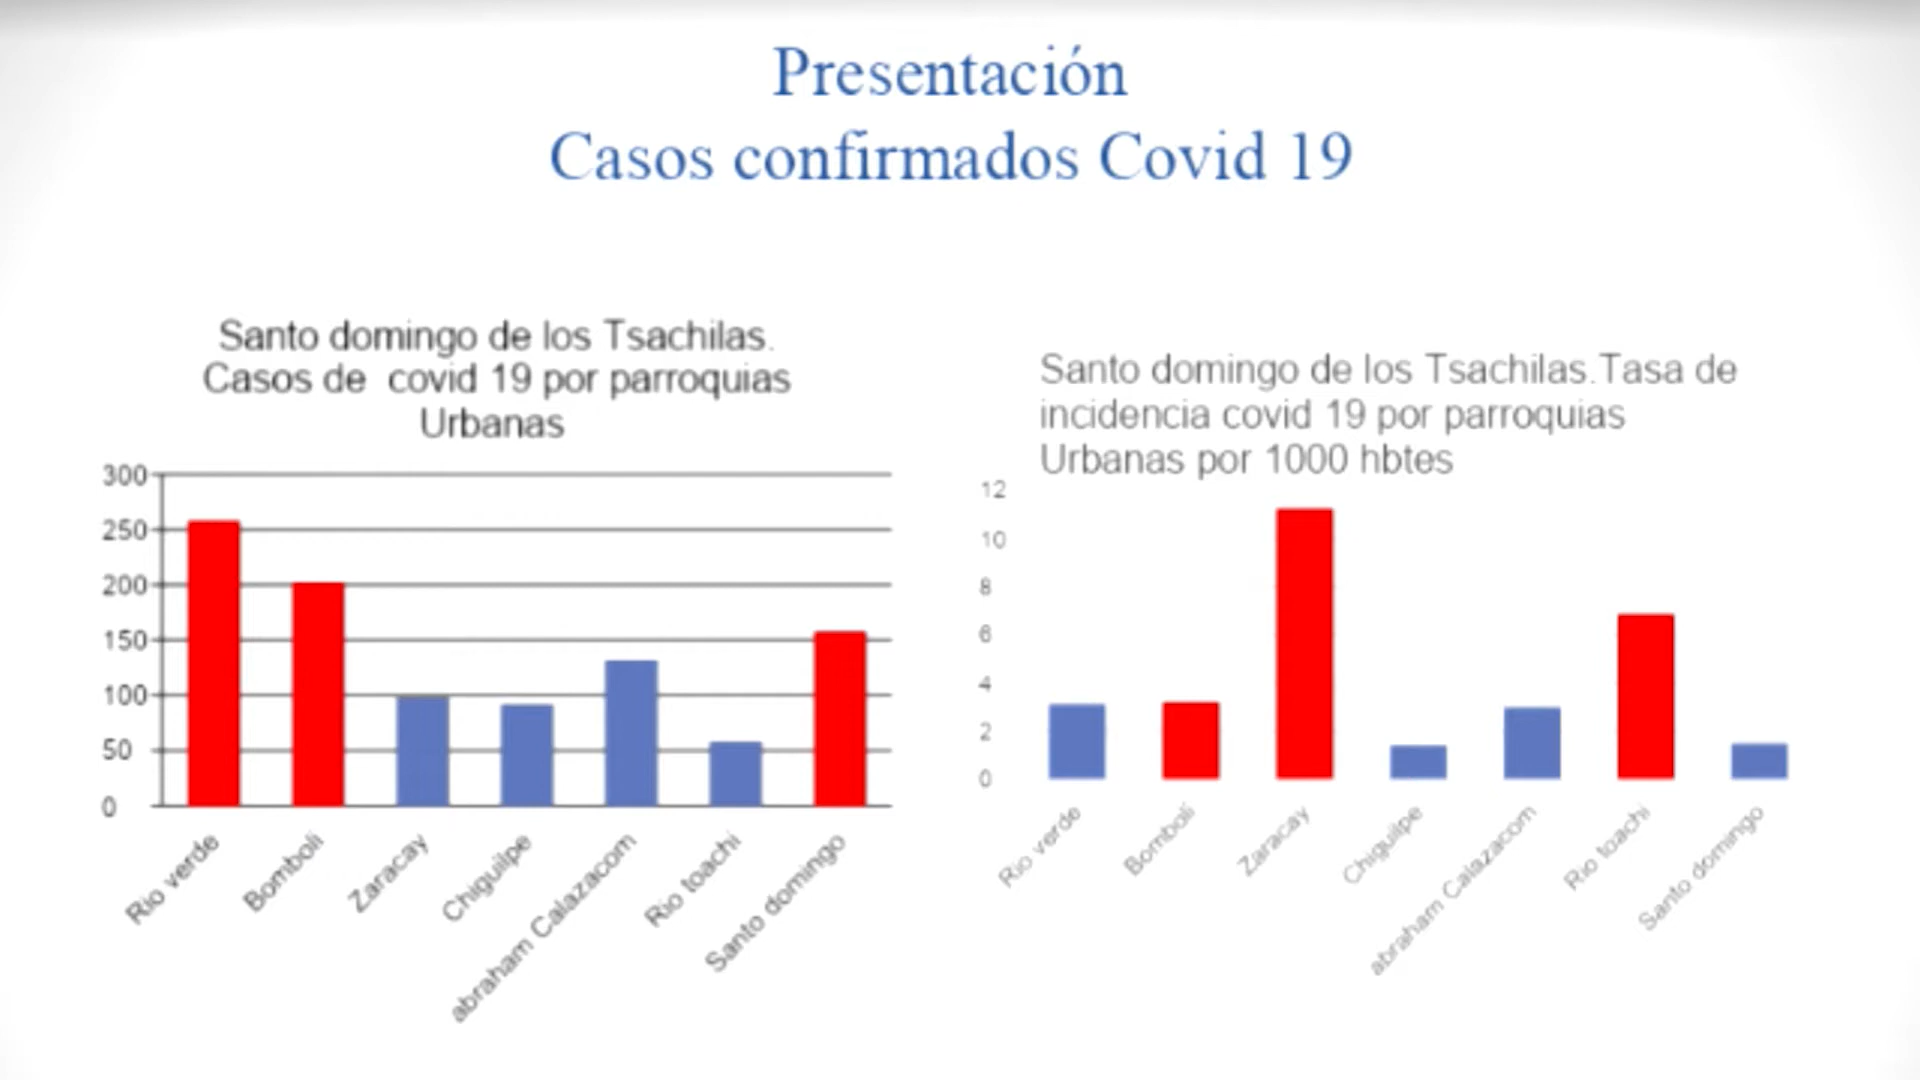 Presentación
Casos confirmados Covid 19
Santo domingo de los Tsachilas.
Casos de covid 19 por parroquias
Urbanas
300
250
200
150
100
50
0
Rio verde
Bomboli
Zaracay
Chiguilpe
abraham Calazacom
Rio toachi
Santo domingo
Santo domingo de los Tsachilas.Tasa de
incidencia covid 19 por parroquias
Urbanas por 1000 hbtes
12
10
8
6
4
2
0
Rio verde
Bomboli
Zaracay
Chiguilpe
abraham Calazacom
Rio toachi
Santo domingo